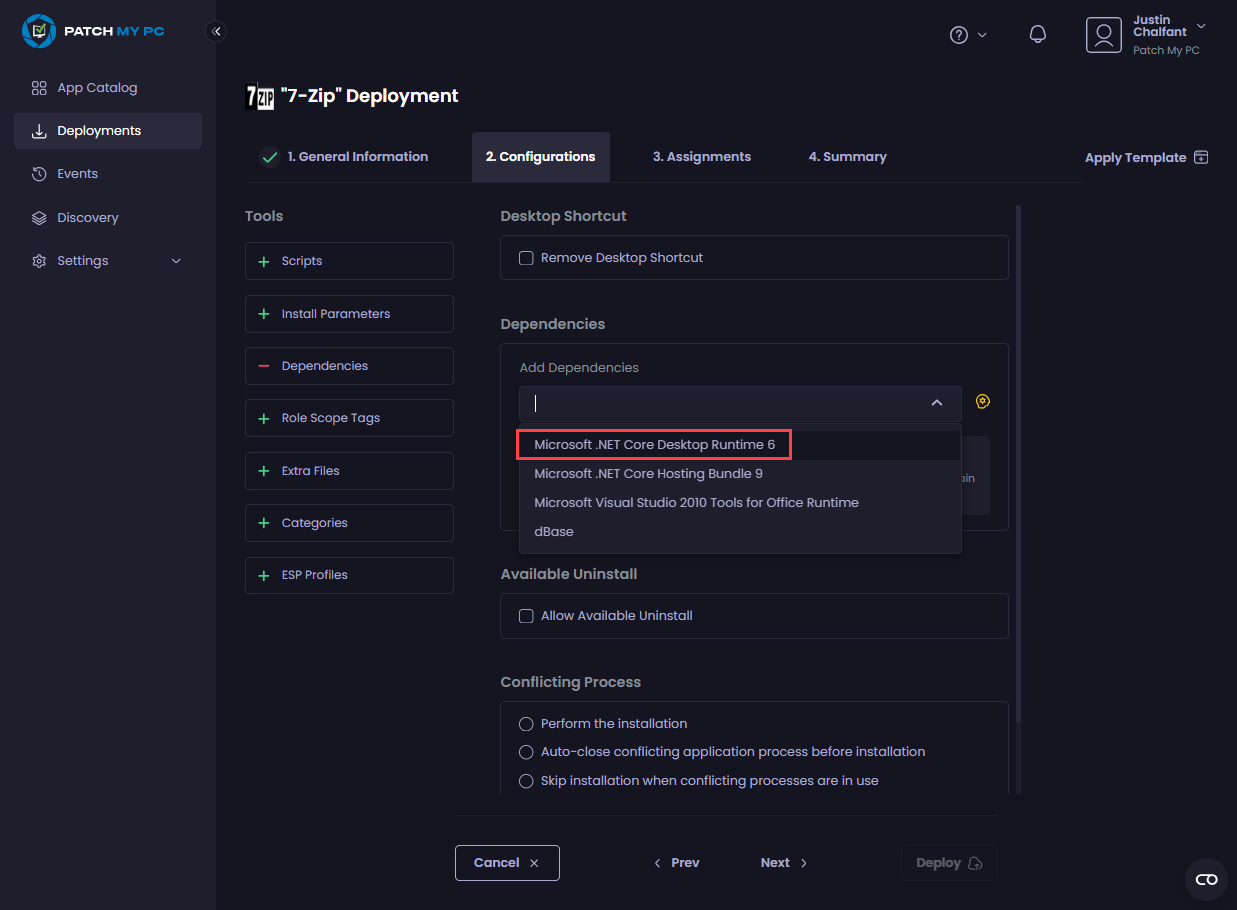 PATCH MY PC
Justin
Chalfant
Patch My PC
App Catalog
Deployments
Events
Discovery
Settings
7ZIP "7-Zip" Deployment
1. General Information
2. Configurations
3. Assignments
4. Summary
Apply Template
Tools
Scripts
Install Parameters
Dependencies
Role Scope Tags
Extra Files
Categories
ESP Profiles
Desktop Shortcut
Remove Desktop Shortcut
Dependencies
Add Dependencies
Microsoft .NET Core Desktop Runtime 6
Microsoft .NET Core Hosting Bundle 9
Microsoft Visual Studio 2010 Tools for Office Runtime
dBase
Available Uninstall
Allow Available Uninstall
Conflicting Process
Perform the installation
Auto-close conflicting application process before installation
Skip installation when conflicting processes are in use
Cancel
Prev
Next
Deploy